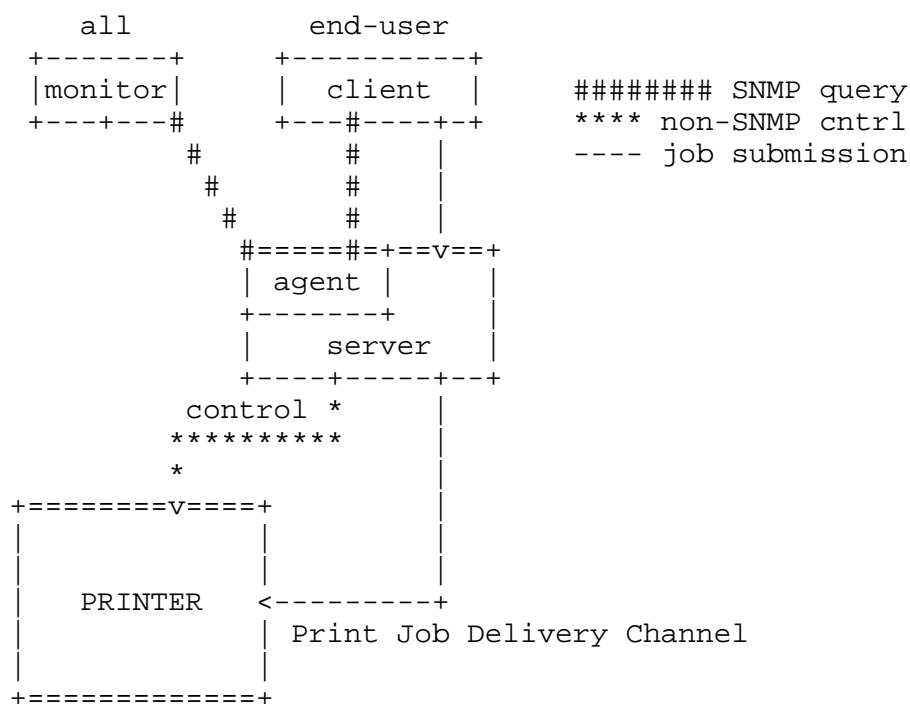 all end-user
+-------+ +----------+
|monitor| | client | ######## SNMP query
+---+---# +---#----+-+ **** non-SNMP cntrl
# # | ---- job submission
# # |
# # |
#=====#=+==v==+
| agent | |
+-------+ |
| server |
+----+-----+--+
control * |
********** |
* |
+========v====+ |
| | |
| | |
| PRINTER <---------+
| | Print Job Delivery Channel
| |
+=============+